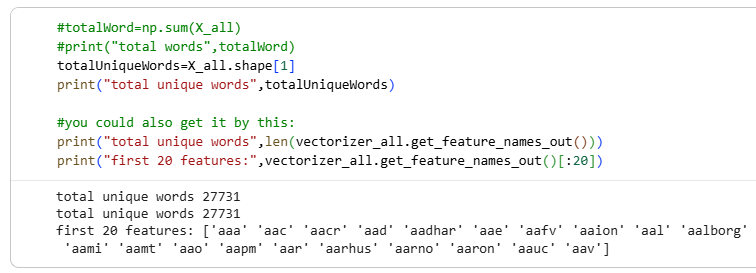 #totalWord=np.sum(X_all)
#print("total words",totalWord)
totalUniqueWords=X_all.shape[1]
print("total unique words",totalUniqueWords)
#you could also get it by this:
print("total unique words",len(vectorizer_all.get_feature_names_out()))
print("first 20 features:",vectorizer_all.get_feature_names_out()[:20])
total unique words 27731
total unique words 27731
first 20 features: ['aaa' 'aac' 'aacr' 'aad' 'aadhar' 'aae' 'aafv' 'aaion' 'aal' 'aalborg'
 'aami' 'aamt' 'aao' 'aapm' 'aar' 'aarhus' 'aarno' 'aaron' 'aauc' 'aav']